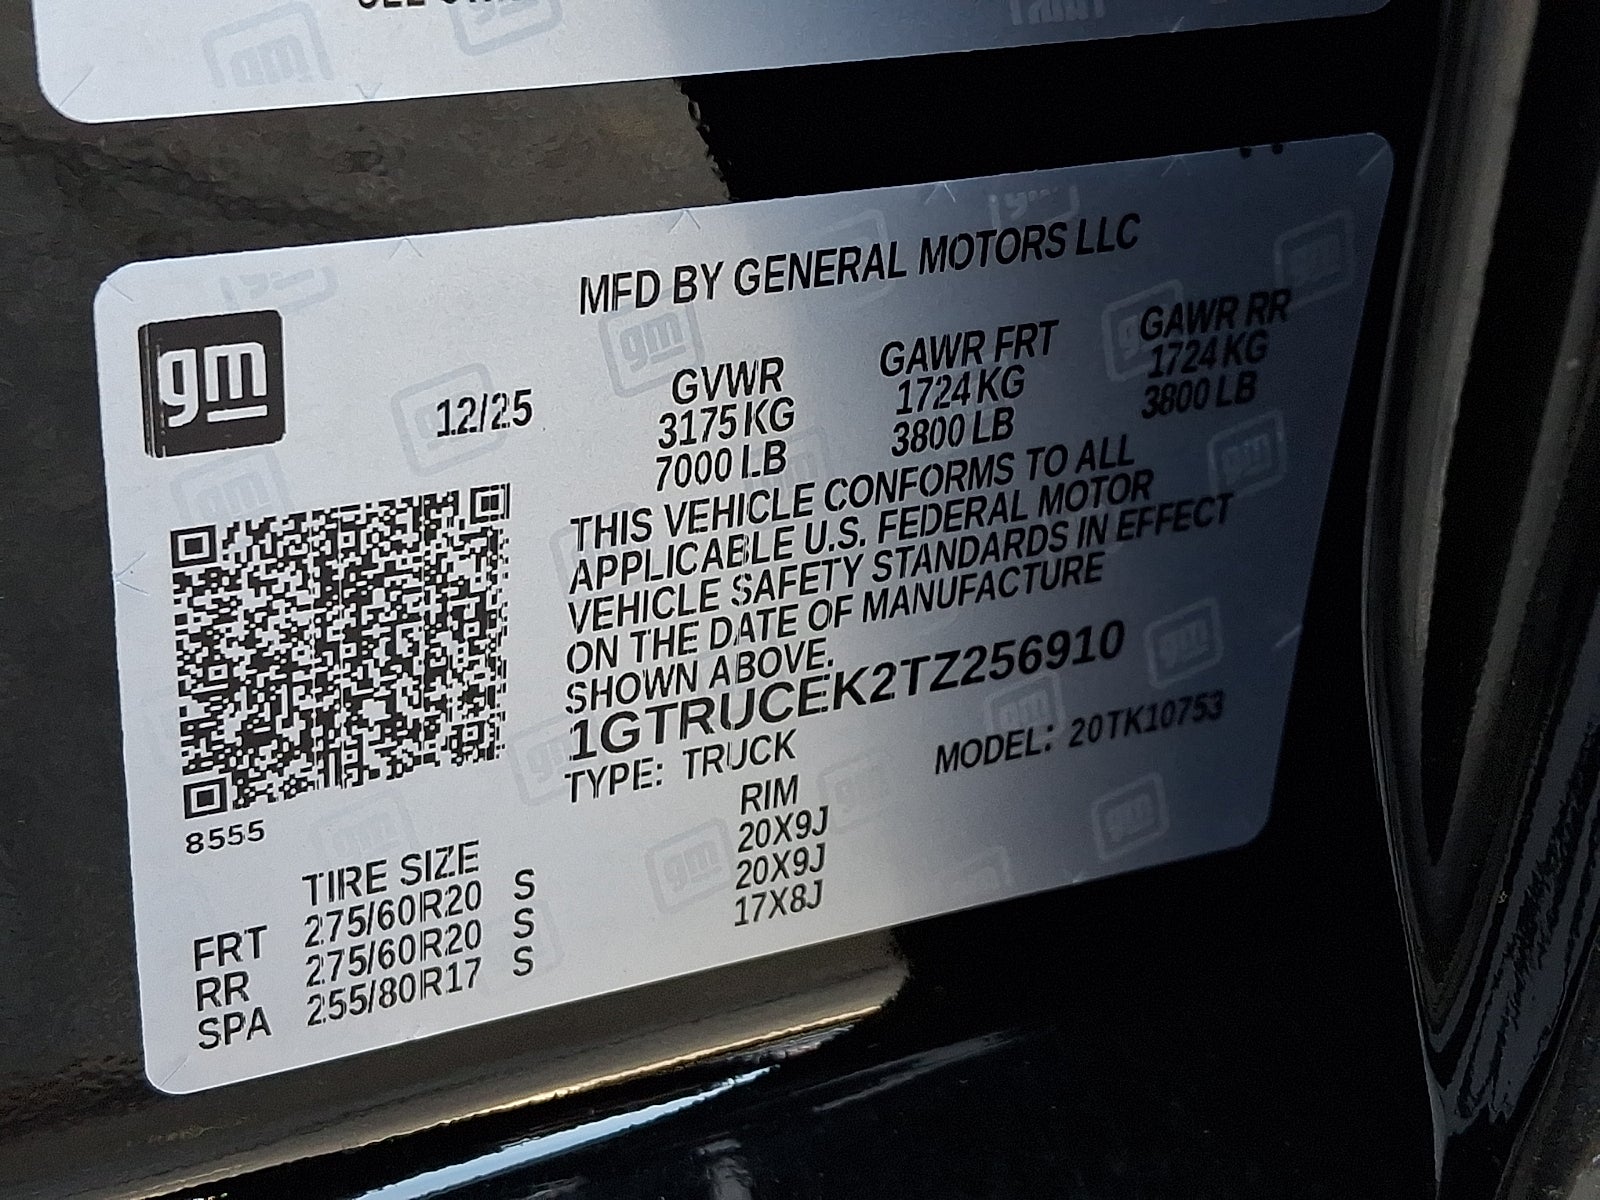 gm
MFD BY GENERAL MOTORS LLC
12/25
GVWR GAWR FRT GAWR RR
3175 KG 1724 KG 1724 KG
7000 LB 3800 LB 3800 LB
THIS VEHICLE CONFORMS TO ALL
APPLICABLE U.S. FEDERAL MOTOR
VEHICLE SAFETY STANDARDS IN EFFECT
ON THE DATE OF MANUFACTURE
SHOWN ABOVE.
1GTRUCEK2TZ256910
TYPE: TRUCK MODEL: 20TK10753
8555
TIRE SIZE RIM
FRT 275/60R20 S 20X9J
RR 275/60R20 S 20X9J
SPA 255/80R17 S 17X8J